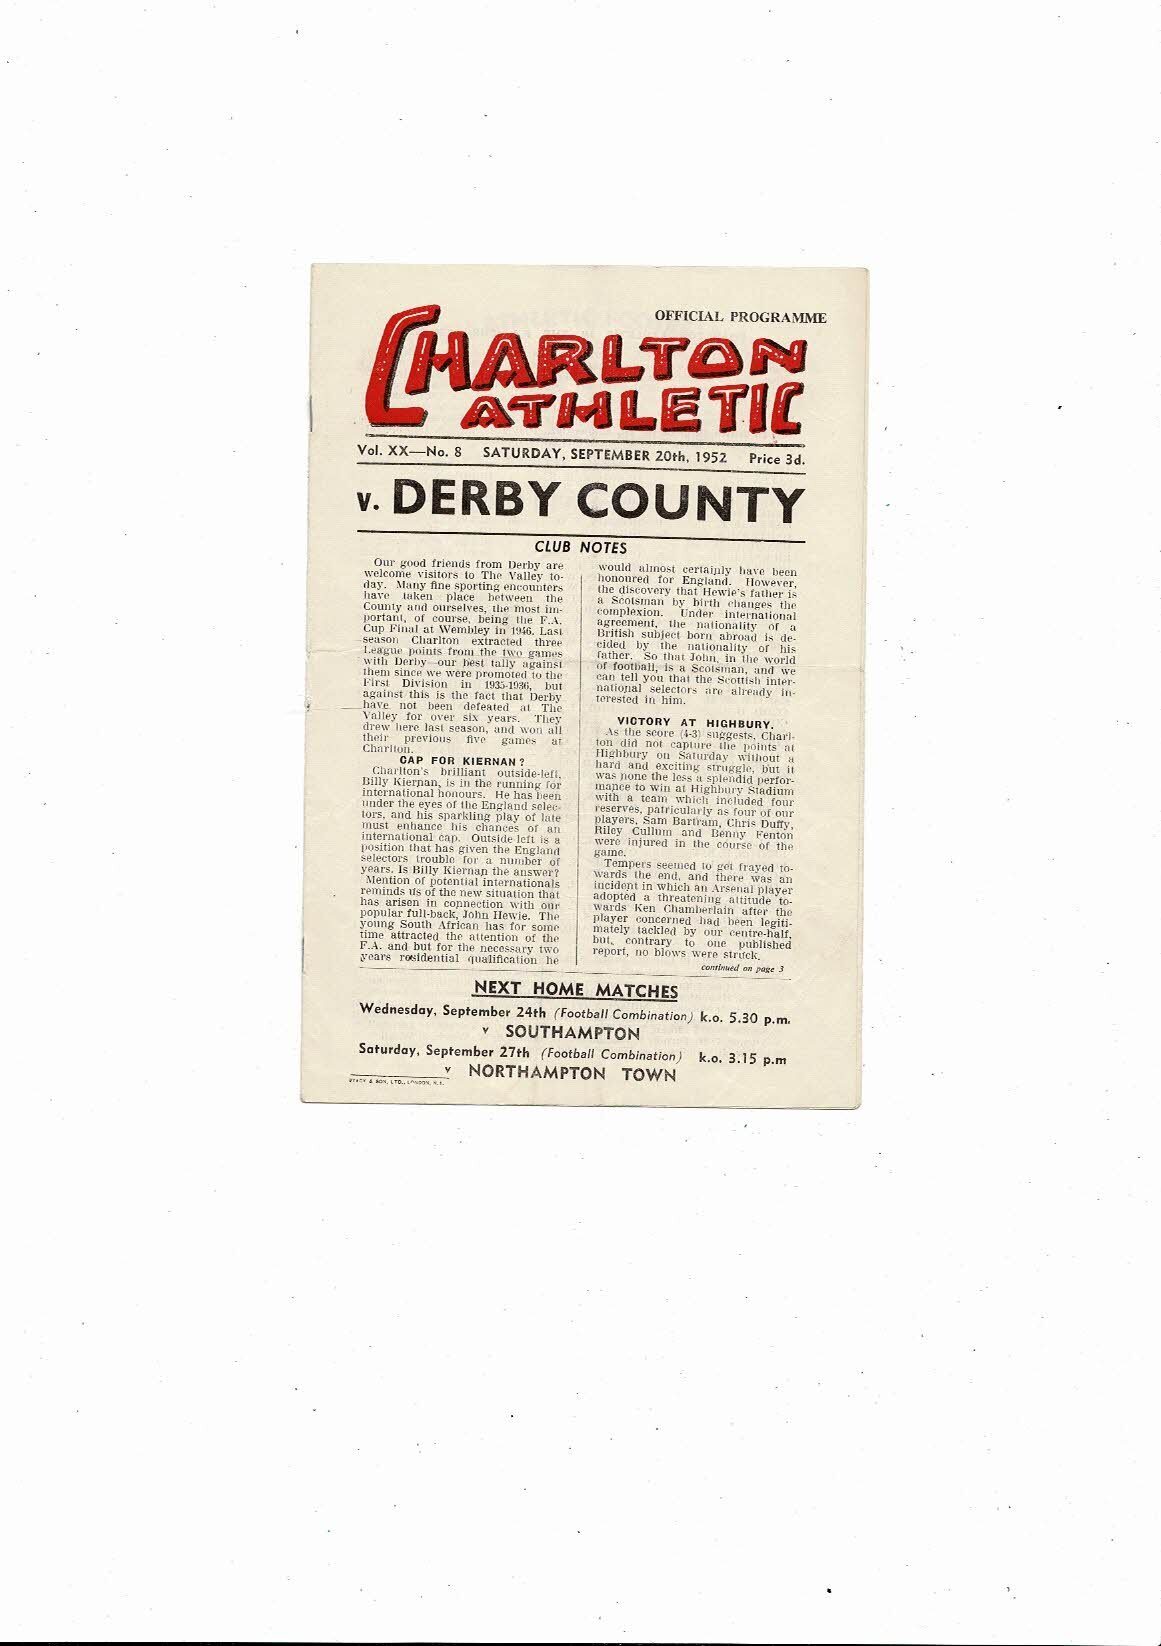 OFFICIAL PROGRAMME
CHARLTON
ATHLETIC
Vol. XX—No. 8 SATURDAY, SEPTEMBER 20th, 1952 Price 3d.
v. DERBY COUNTY
CLUB NOTES
Our good friends from Derby are
welcome visitors to The Valley to-
day. Many fine sporting encounters
have taken place between the
County and ourselves, the most im-
portant, of course, being the F.A.
Cup Final at Wembley in 1946. Last
season Charlton extracted three
League points from the two games
with Derby—our best tally against
them since we were promoted to the
First Division in 1935-1936, but
against this is the fact that Derby
have not been defeated at The
Valley for over six years. They
drew here last season, and won all
their previous five games at
Charlton.
CAP FOR KIERNAN?
Charlton's brilliant outside-left,
Billy Kiernan, is in the running for
international honours. He has been
under the eyes of the England selec-
tors, and his sparkling play of late
must enhance his chances of an
international cap. Outside-left is a
position that has given the England
selectors trouble for a number of
years. Is Billy Kiernan the answer?
Mention of potential internationals
reminds us of the new situation that
has arisen in connection with our
popular full-back, John Hewie. The
young South African has for some
time attracted the attention of the
F.A. and but for the necessary two
years residential qualification he
would almost certainly have been
honoured for England. However,
the discovery that Hewie's father is
a Scotsman by birth changes the
complexion. Under international
agreement, the nationality of a
British subject born abroad is de-
cided by the nationality of his
father. So that John, in the world
of football, is a Scotsman, and we
can tell you that the Scottish inter-
national selectors are already in-
terested in him.
VICTORY AT HIGHBURY.
As the score (4-3) suggests, Charl-
ton did not capture the points at
Highbury on Saturday without a
hard and exciting struggle, but it
was none the less a splendid perfor-
mance to win at Highbury Stadium
with a team which included four
reserves, patricularly as four of our
players, Sam Bartram, Chris Duffy,
Riley Cullum and Benny Fenton
were injured in the course of the
game.
Tempers seemed to get frayed to-
wards the end, and there was an
incident in which an Arsenal player
adopted a threatening attitude to-
wards Ken Chamberlain after the
player concerned had been legiti-
mately tackled by our centre-half,
but, contrary to one published
report, no blows were struck.
continued on page 3
NEXT HOME MATCHES
Wednesday, September 24th (Football Combination) k.o. 5.30 p.m.
v SOUTHAMPTON
Saturday, September 27th (Football Combination) k.o. 3.15 p.m
v NORTHAMPTON TOWN
& SON, LTD., LONDON, N.